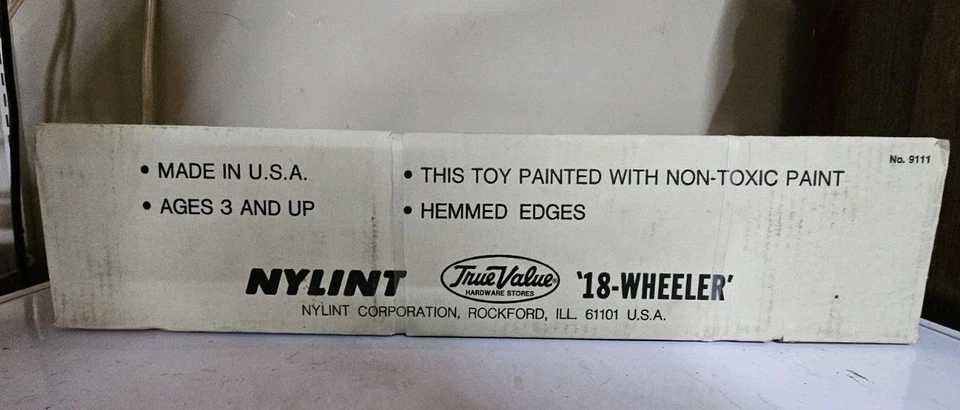 No. 9111
• MADE IN U.S.A.
• THIS TOY PAINTED WITH NON-TOXIC PAINT
• AGES 3 AND UP
• HEMMED EDGES
NYLINT True Value® HARDWARE STORES '18-WHEELER'
NYLINT CORPORATION, ROCKFORD, ILL. 61101 U.S.A.